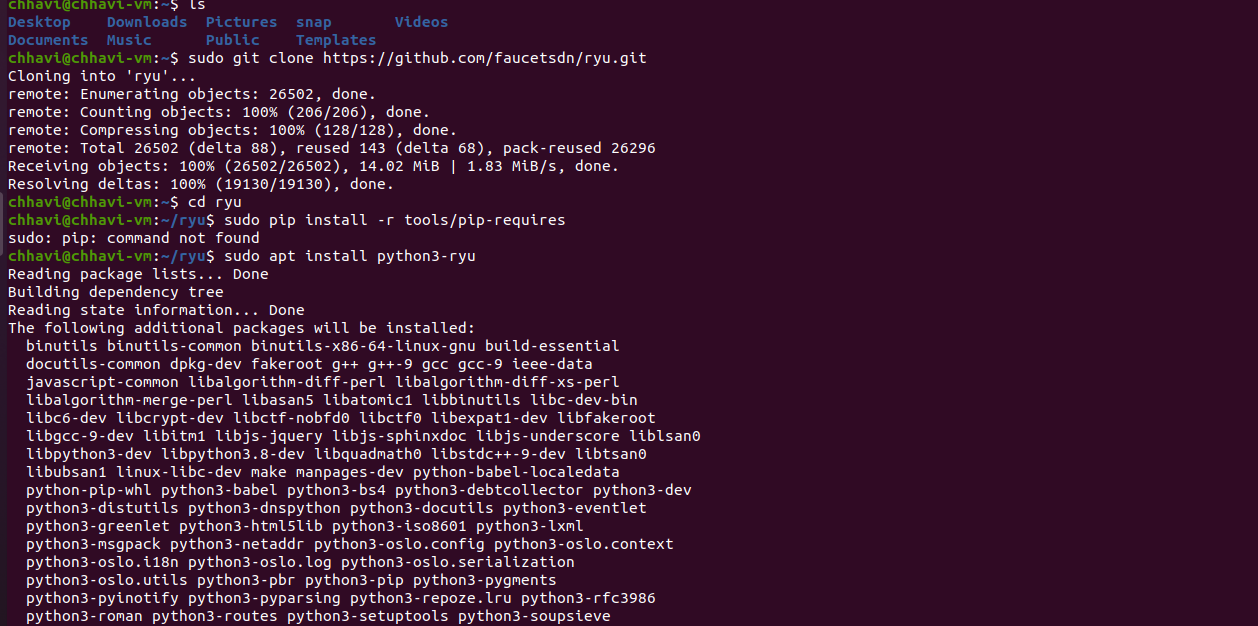 chhavi@chhavi-vm:~$ ls
Desktop Downloads Pictures snap Videos
Documents Music Public Templates
chhavi@chhavi-vm:~$ sudo git clone https://github.com/faucetsdn/ryu.git
Cloning into 'ryu'...
remote: Enumerating objects: 26502, done.
remote: Counting objects: 100% (206/206), done.
remote: Compressing objects: 100% (128/128), done.
remote: Total 26502 (delta 88), reused 143 (delta 68), pack-reused 26296
Receiving objects: 100% (26502/26502), 14.02 MiB | 1.83 MiB/s, done.
Resolving deltas: 100% (19130/19130), done.
chhavi@chhavi-vm:~$ cd ryu
chhavi@chhavi-vm:~/ryu$ sudo pip install -r tools/pip-requires
sudo: pip: command not found
chhavi@chhavi-vm:~/ryu$ sudo apt install python3-ryu
Reading package lists... Done
Building dependency tree
Reading state information... Done
The following additional packages will be installed:
binutils binutils-common binutils-x86-64-linux-gnu build-essential
docutils-common dpkg-dev fakeroot g++ g++-9 gcc gcc-9 ieee-data
javascript-common libalgorithm-diff-perl libalgorithm-diff-xs-perl
libalgorithm-merge-perl libasan5 libatomic1 libbinutils libc-dev-bin
libc6-dev libcrypt-dev libctf-nobfd0 libctf0 libexpat1-dev libfakeroot
libgcc-9-dev libitm1 libjs-jquery libjs-sphinxdoc libjs-underscore liblsan0
libpython3-dev libpython3.8-dev libquadmath0 libstdc++-9-dev libtsan0
libubsan1 linux-libc-dev make manpages-dev python-babel-localedata
python-pip-whl python3-babel python3-bs4 python3-debtcollector python3-dev
python3-distutils python3-dnspython python3-docutils python3-eventlet
python3-greenlet python3-html5lib python3-iso8601 python3-lxml
python3-msgpack python3-netaddr python3-oslo.config python3-oslo.context
python3-oslo.i18n python3-oslo.log python3-oslo.serialization
python3-oslo.utils python3-pbr python3-pip python3-pygments
python3-pyinotify python3-pyparsing python3-repoze.lru python3-rfc3986
python3-roman python3-routes python3-setuptools python3-soupsieve